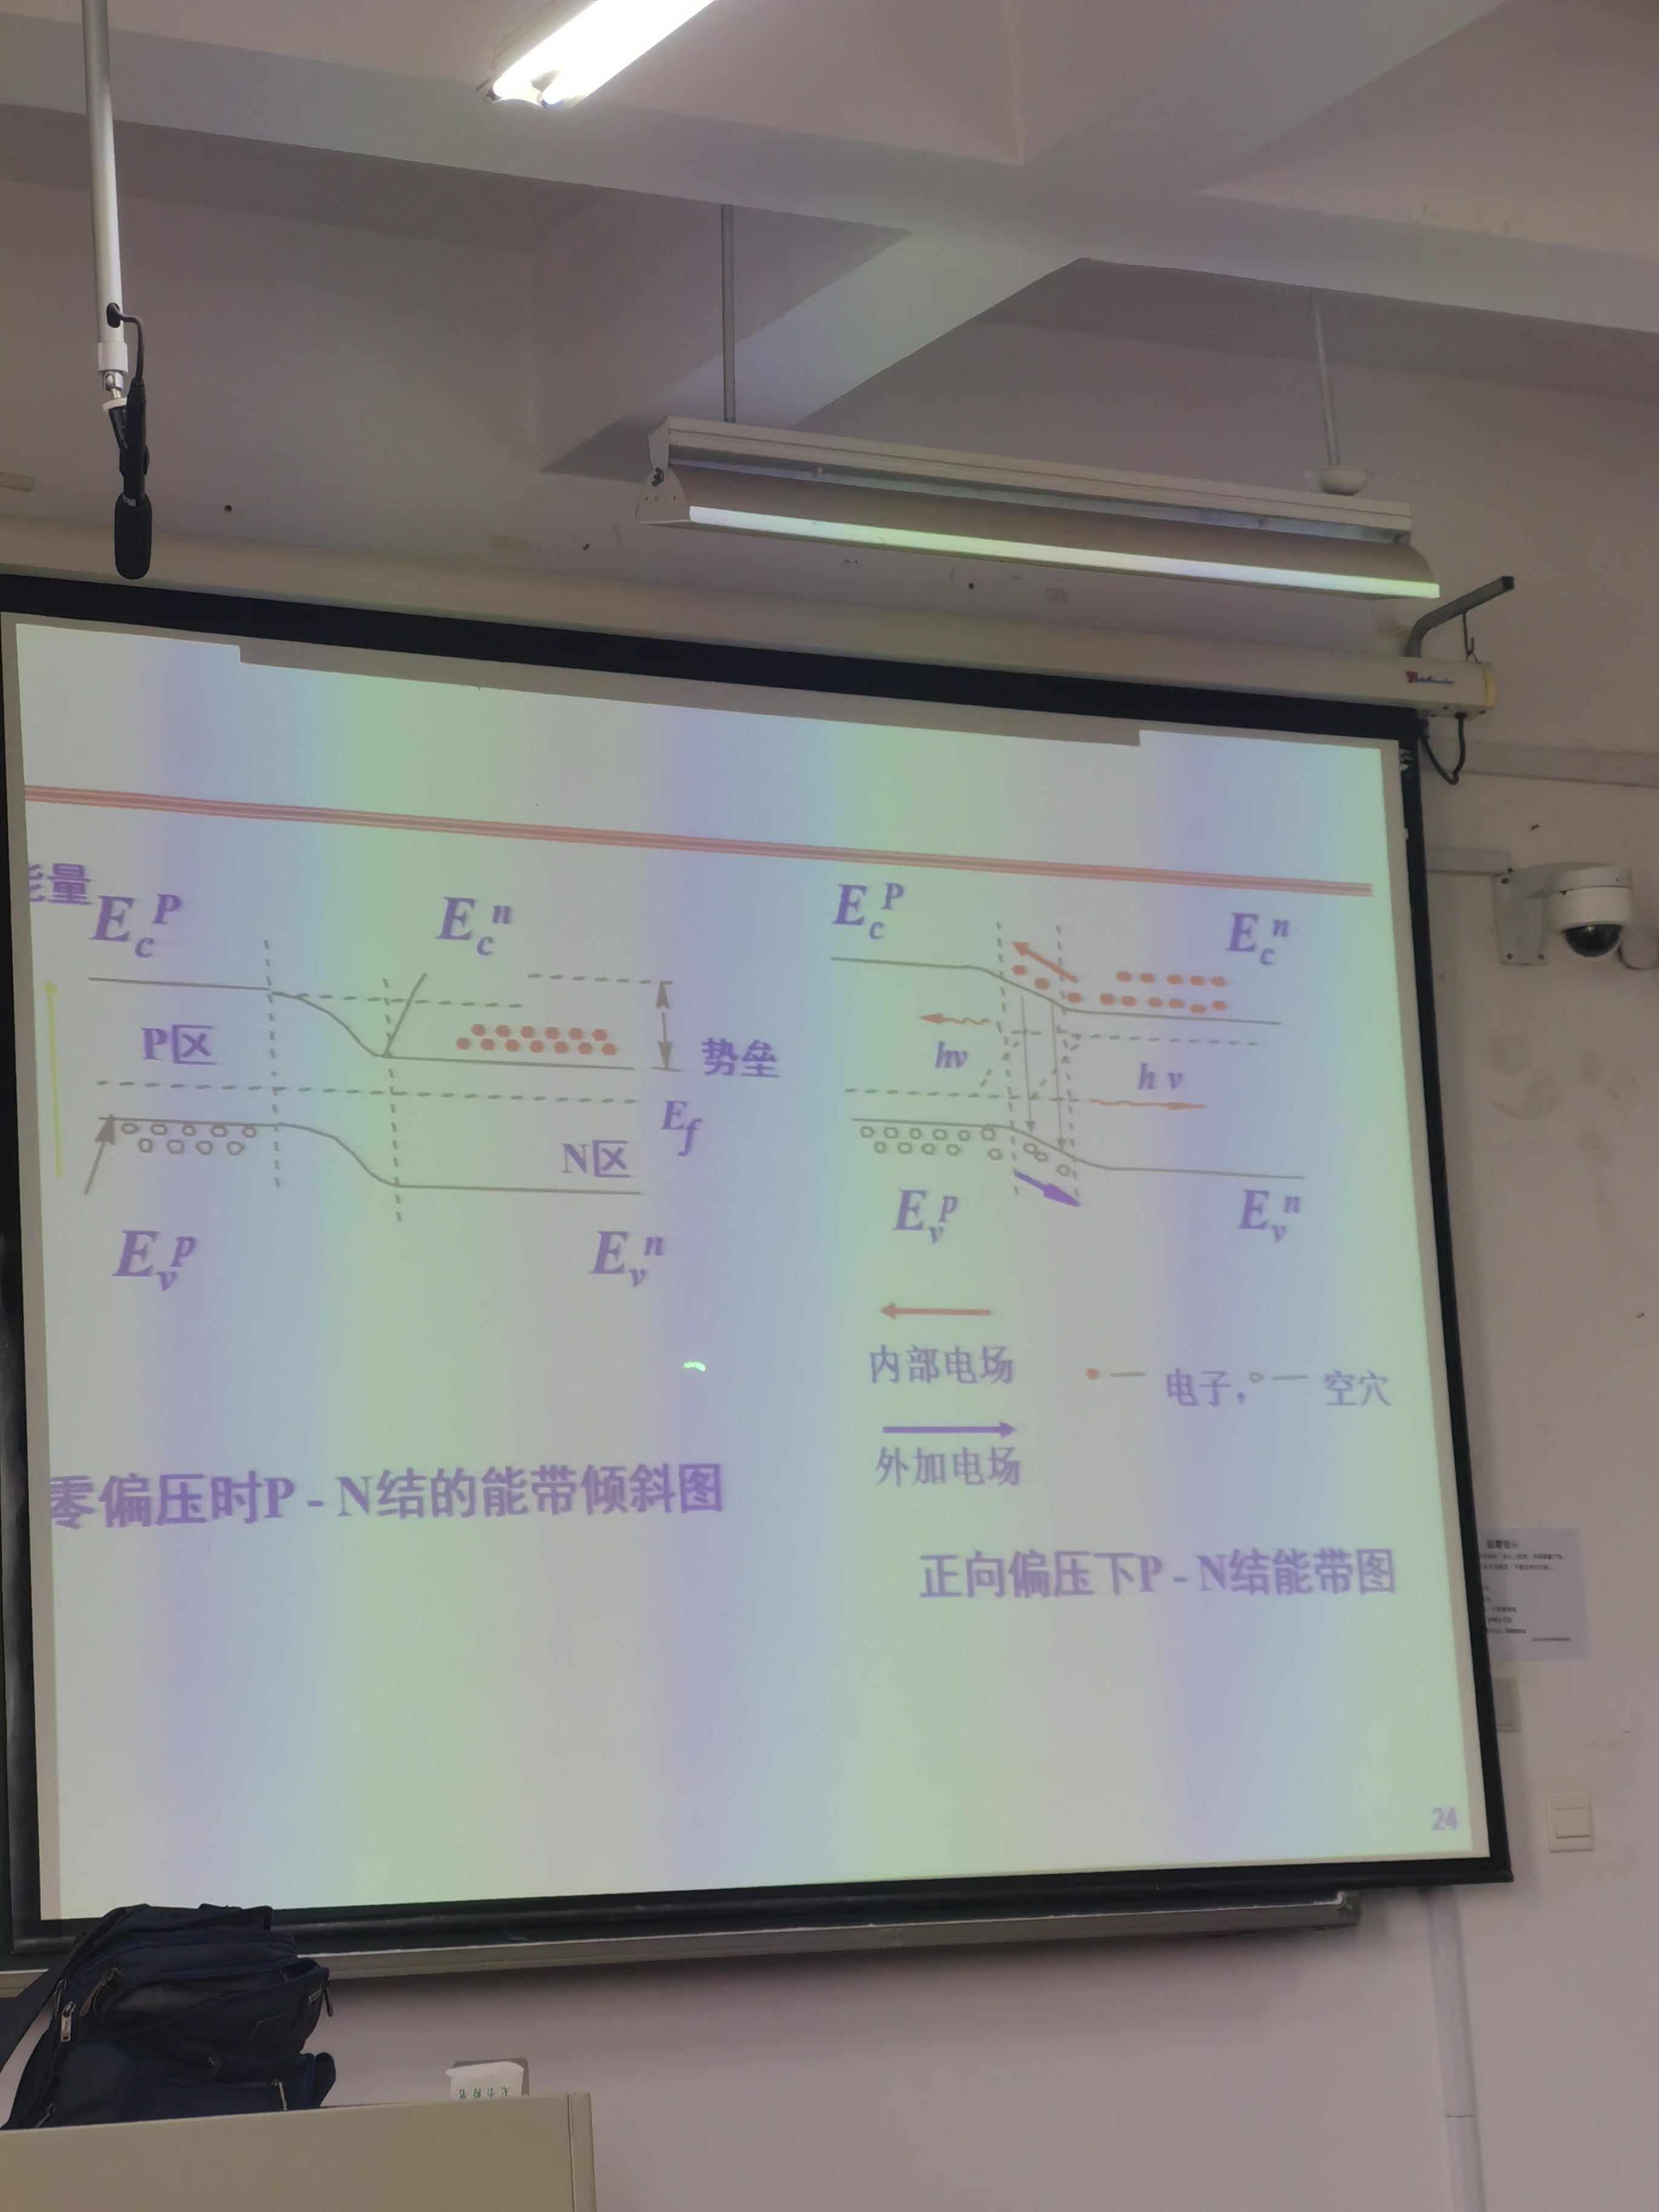 能量
E_c^P
E_c^n
P区
势垒
E_f
N区
E_v^p
E_v^n
零偏压时P - N结的能带倾斜图
E_c^P
E_c^n
hv
h v
E_v^p
E_v^n
内部电场
电子, 空穴
外加电场
正向偏压下P - N结能带图
24